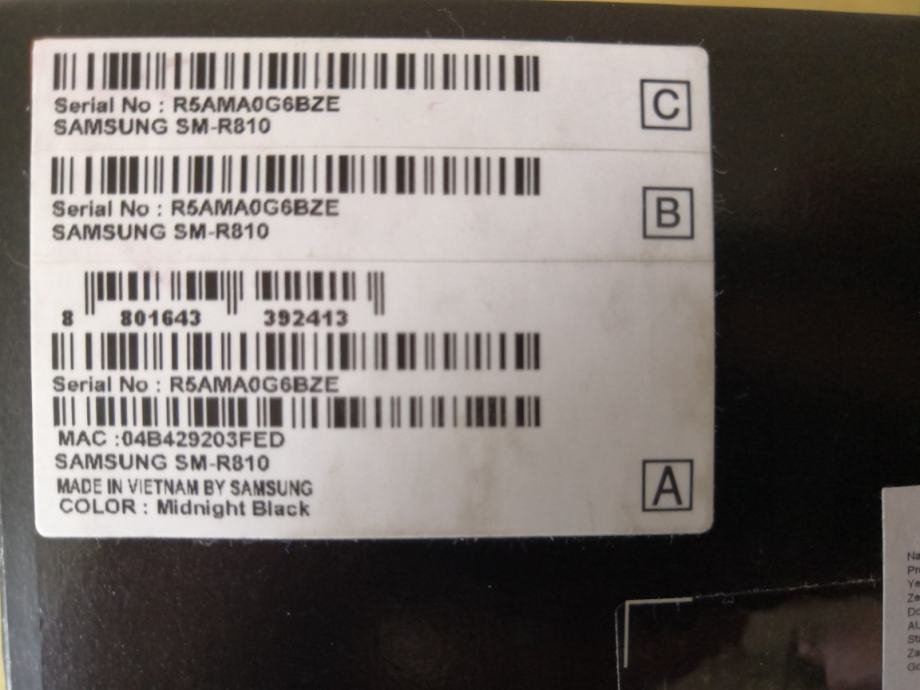 Serial No : R5AMA0G6BZE
SAMSUNG SM-R810
C
Serial No : R5AMA0G6BZE
SAMSUNG SM-R810
B
8 801643 392413
Serial No : R5AMA0G6BZE
MAC :04B429203FED
SAMSUNG SM-R810
MADE IN VIETNAM BY SAMSUNG
COLOR : Midnight Black
A